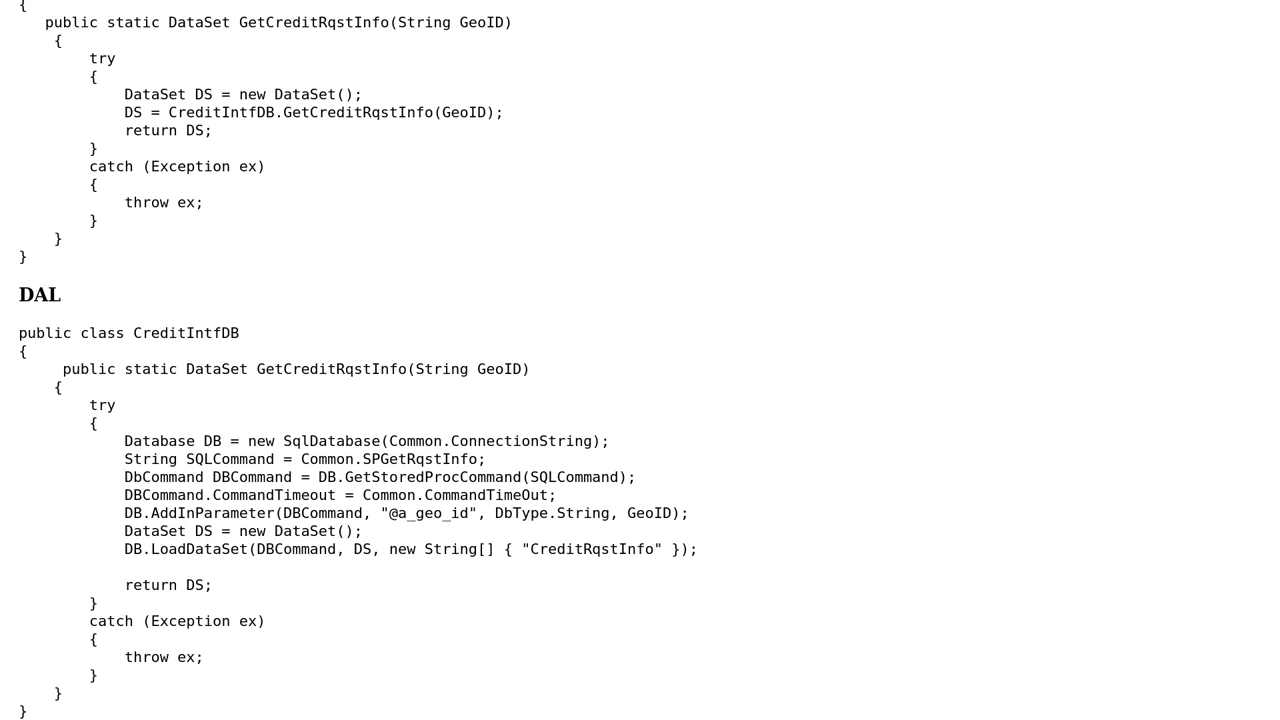 {
   public static DataSet GetCreditRqstInfo(String GeoID)
    {
        try
        {
            DataSet DS = new DataSet();
            DS = CreditIntfDB.GetCreditRqstInfo(GeoID);
            return DS;
        }
        catch (Exception ex)
        {
            throw ex;
        }
    }
}
DAL
public class CreditIntfDB
{
     public static DataSet GetCreditRqstInfo(String GeoID)
    {
        try
        {
            Database DB = new SqlDatabase(Common.ConnectionString);
            String SQLCommand = Common.SPGetRqstInfo;
            DbCommand DBCommand = DB.GetStoredProcCommand(SQLCommand);
            DBCommand.CommandTimeout = Common.CommandTimeOut;
            DB.AddInParameter(DBCommand, "@a_geo_id", DbType.String, GeoID);
            DataSet DS = new DataSet();
            DB.LoadDataSet(DBCommand, DS, new String[] { "CreditRqstInfo" });
            return DS;
        }
        catch (Exception ex)
        {
            throw ex;
        }
    }
}